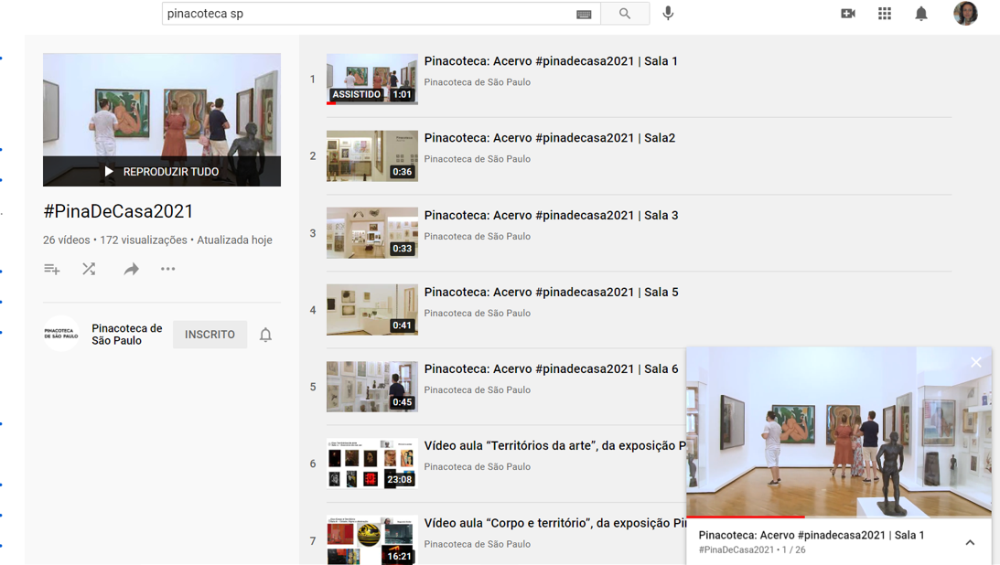 pinacoteca sp
REPRODUZIR TUDO
#PinaDeCasa2021
26 vídeos • 172 visualizações • Atualizada hoje
PINACOTECA
DE SÃO PAULO
Pinacoteca de
São Paulo
INSCRITO
1
ASSISTIDO
1:01
Pinacoteca: Acervo #pinadecasa2021 | Sala 1
Pinacoteca de São Paulo
2
0:36
Pinacoteca: Acervo #pinadecasa2021 | Sala2
Pinacoteca de São Paulo
3
0:33
Pinacoteca: Acervo #pinadecasa2021 | Sala 3
Pinacoteca de São Paulo
4
0:41
Pinacoteca: Acervo #pinadecasa2021 | Sala 5
Pinacoteca de São Paulo
5
0:45
Pinacoteca: Acervo #pinadecasa2021 | Sala 6
Pinacoteca de São Paulo
6
23:08
Vídeo aula “Territórios da arte”, da exposição P
Pinacoteca de São Paulo
7
16:21
Vídeo aula “Corpo e território”, da exposição Pi
Pinacoteca de São Paulo
Pinacoteca: Acervo #pinadecasa2021 | Sala 1
#PinaDeCasa2021 • 1 / 26